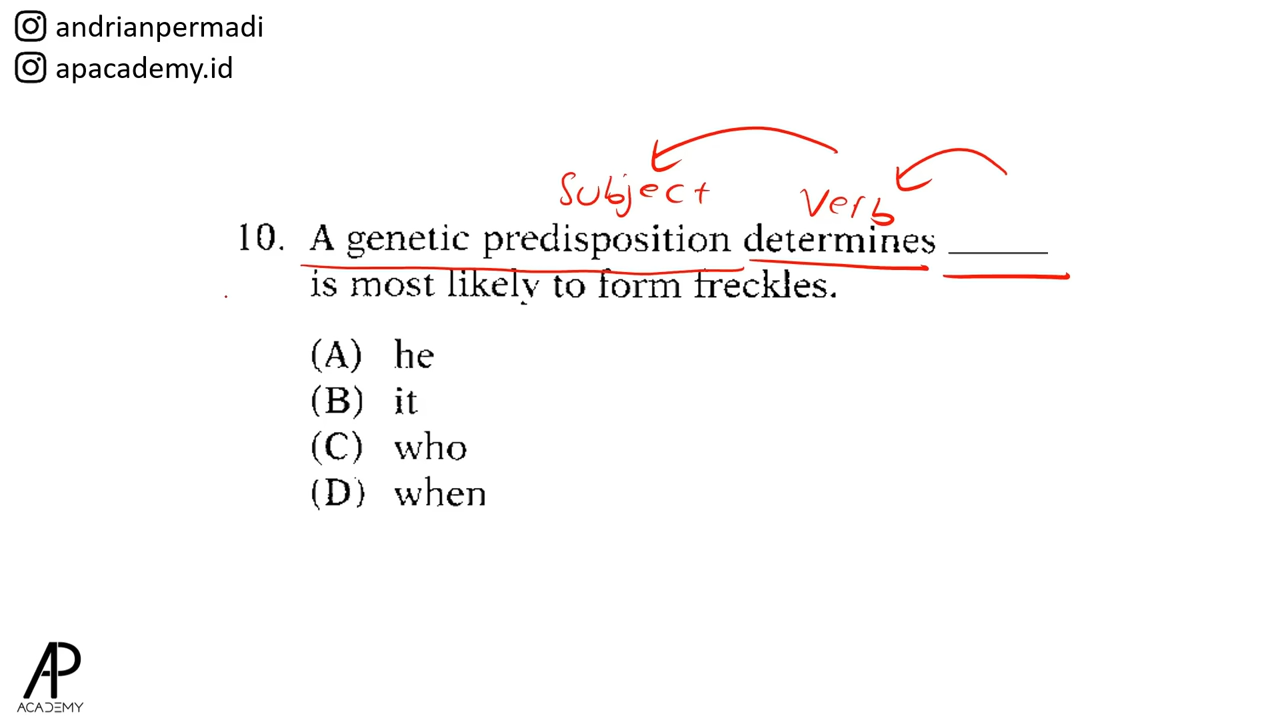 andrianpermadi
apacademy.id
Subject Verb
10. A genetic predisposition determines ______
is most likely to form freckles.
(A) he
(B) it
(C) who
(D) when
AP
ACADEMY